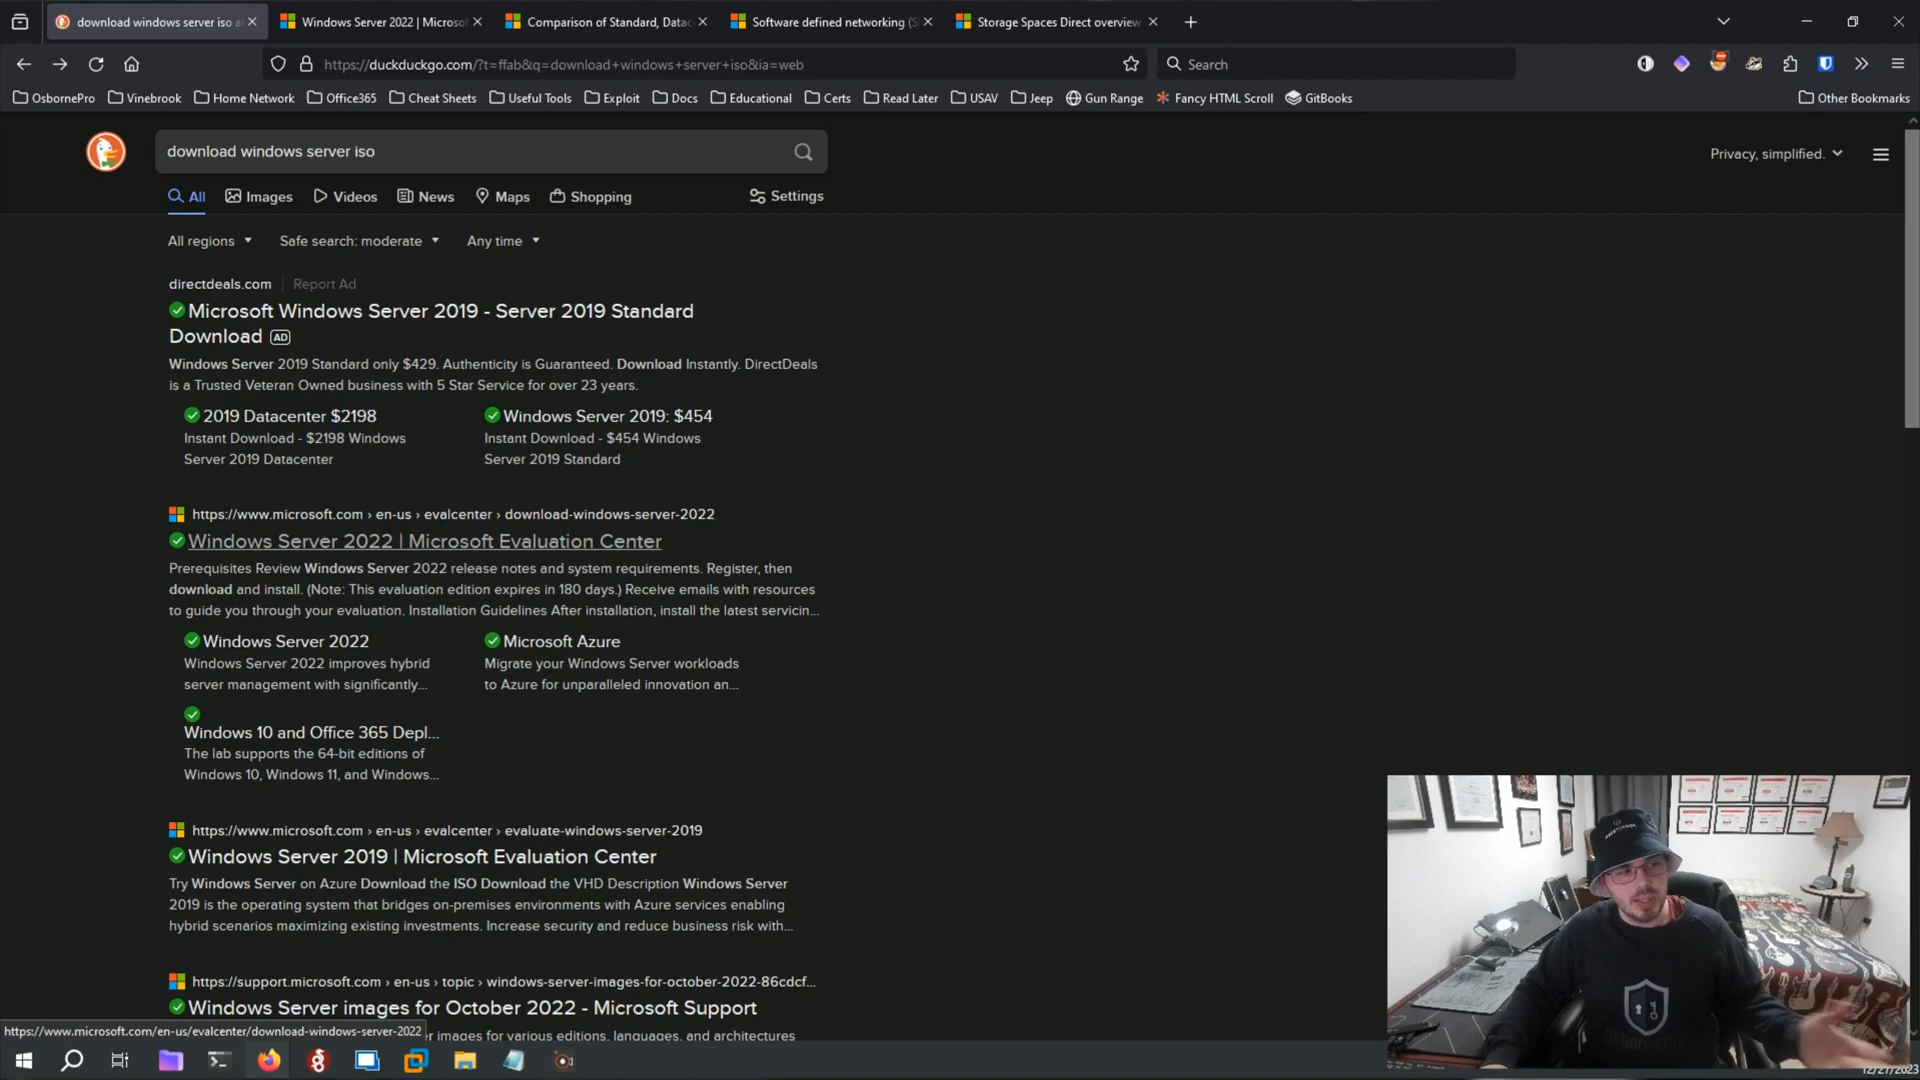 download windows server iso a
Windows Server 2022 | Microso
Comparison of Standard, Datac
Software defined networking (S
Storage Spaces Direct overview
https://duckduckgo.com/?t=ffab&q=download+windows+server+iso&ia=web
Search
OsbornePro
Vinebrook
Home Network
Office365
Cheat Sheets
Useful Tools
Exploit
Docs
Educational
Certs
Read Later
USAV
Jeep
Gun Range
Fancy HTML Scroll
GitBooks
Other Bookmarks
download windows server iso
Privacy, simplified.
All
Images
Videos
News
Maps
Shopping
Settings
All regions
Safe search: moderate
Any time
directdeals.com
Report Ad
Microsoft Windows Server 2019 - Server 2019 Standard
Download AD
Windows Server 2019 Standard only $429. Authenticity is Guaranteed. Download Instantly. DirectDeals
is a Trusted Veteran Owned business with 5 Star Service for over 23 years.
2019 Datacenter $2198
Instant Download - $2198 Windows
Server 2019 Datacenter
Windows Server 2019: $454
Instant Download - $454 Windows
Server 2019 Standard
https://www.microsoft.com › en-us › evalcenter › download-windows-server-2022
Windows Server 2022 | Microsoft Evaluation Center
Prerequisites Review Windows Server 2022 release notes and system requirements. Register, then
download and install. (Note: This evaluation edition expires in 180 days.) Receive emails with resources
to guide you through your evaluation. Installation Guidelines After installation, install the latest servicin...
Windows Server 2022
Windows Server 2022 improves hybrid
server management with significantly...
Microsoft Azure
Migrate your Windows Server workloads
to Azure for unparalleled innovation an...
Windows 10 and Office 365 Depl...
The lab supports the 64-bit editions of
Windows 10, Windows 11, and Windows...
https://www.microsoft.com › en-us › evalcenter › evaluate-windows-server-2019
Windows Server 2019 | Microsoft Evaluation Center
Try Windows Server on Azure Download the ISO Download the VHD Description Windows Server
2019 is the operating system that bridges on-premises environments with Azure services enabling
hybrid scenarios maximizing existing investments. Increase security and reduce business risk with...
https://support.microsoft.com › en-us › topic › windows-server-images-for-october-2022-86cdcf...
Windows Server images for October 2022 - Microsoft Support
https://www.microsoft.com/en-us/evalcenter/download-windows-server-2022
r images for various editions, languages, and architectures
12/27/2023